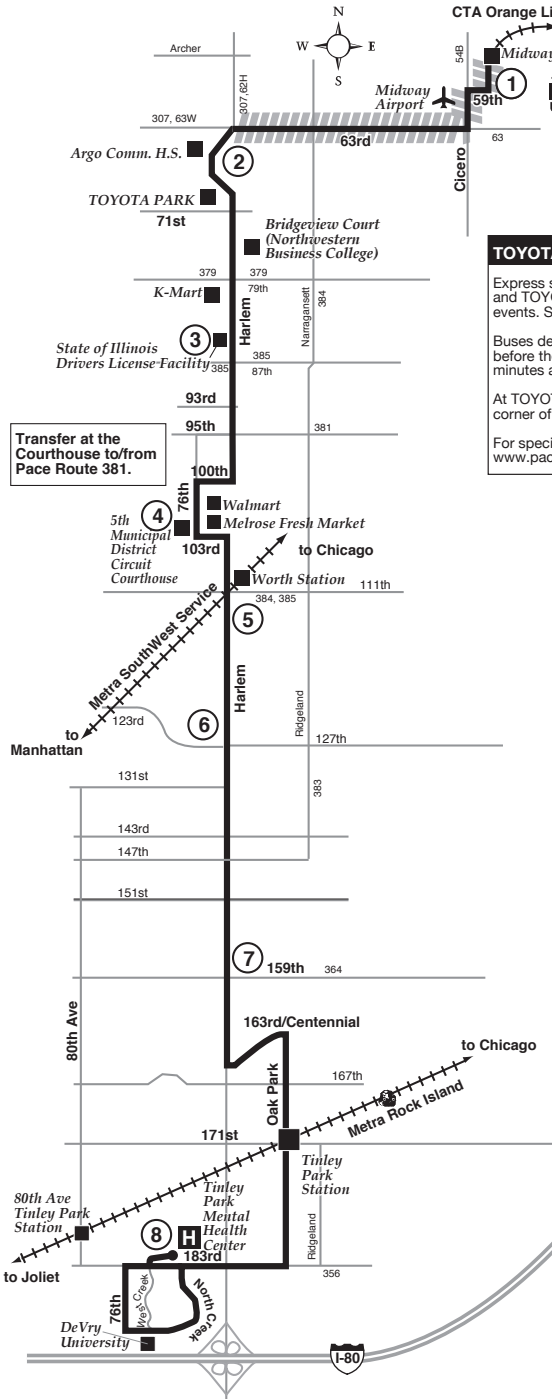 CTA Orange Li
N
W
E
S
Archer
307,62H
54B
Midway
1
59th
Midway
Airport
307, 63W
63rd
63
Cicero
Argo Comm. H.S.
2
TOYOTA PARK
71st
Bridgeview Court
(Northwestern
Business College)
379
379
79th
K-Mart
Harlem
Narragansett
384
3
State of Illinois
Drivers License Facility
385
385
87th
93rd
95th
381
Transfer at the
Courthouse to/from
Pace Route 381.
TOYOTA
Express s
and TOYO
events. S
Buses de
before the
minutes a
At TOYOT
corner of
For speci
www.pac
100th
76th
4
Walmart
Melrose Fresh Market
5th
Municipal
District
Circuit
Courthouse
103rd
to Chicago
Worth Station
111th
384, 385
5
Metra SouthWest Service
Harlem
Ridgeland
6
123rd
to
Manhattan
127th
131st
383
143rd
147th
151st
7
159th
364
80th Ave
163rd/Centennial
to Chicago
167th
Oak Park
Metra Rock Island
171st
Tinley
Park
Station
80th Ave
Tinley Park
Station
Tinley
Park
Mental
Health
Center
H
8
183rd
Ridgeland
356
to Joliet
76th
West Creek
North Creek
DeVry
University
I-80